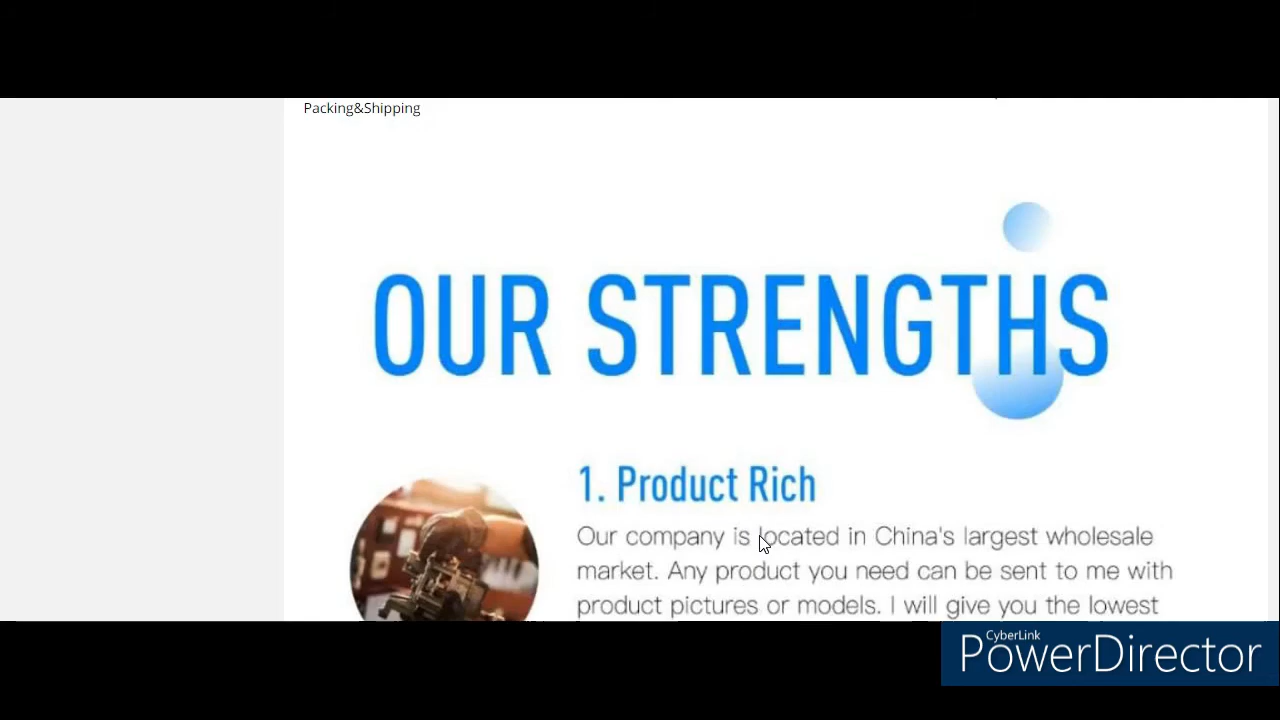 Packing&Shipping
OUR STRENGTHS
1. Product Rich
Our company is located in China's largest wholesale
market. Any product you need can be sent to me with
product pictures or models. I will give you the lowest
CyberLink
PowerDirector